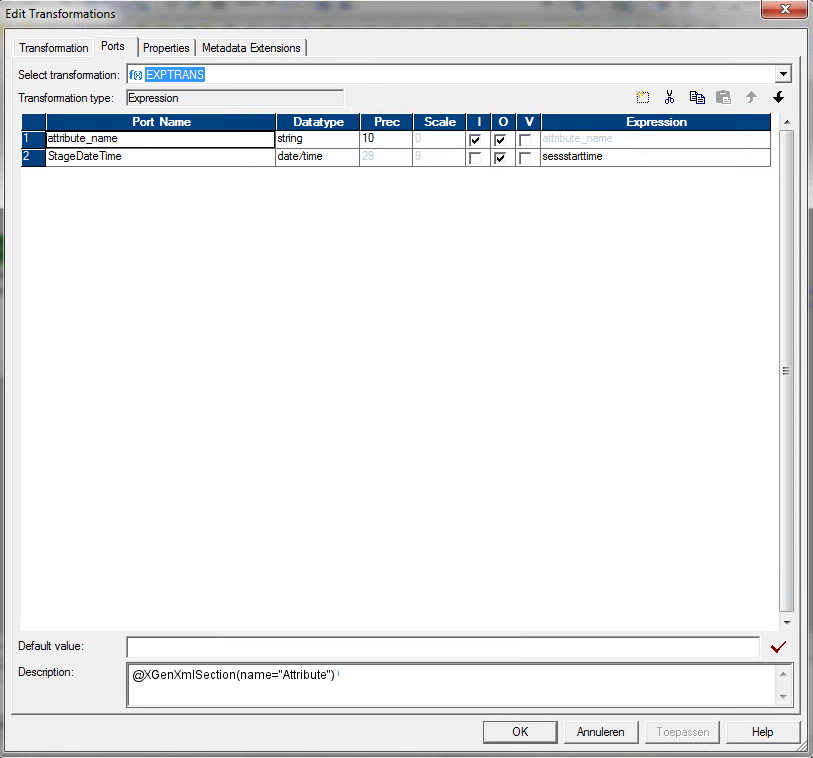 Edit Transformations
Transformation Ports Properties Metadata Extensions
Select transformation: f(x) EXPTRANS
Transformation type: Expression
Port Name Datatype Prec Scale I O V Expression
1 attribute_name string 10 0 attribute_name
2 StageDateTime date/time 29 9 sessstarttime
Default value:
Description: @XGenXmlSection(name="Attribute")
OK Annuleren Toepassen Help